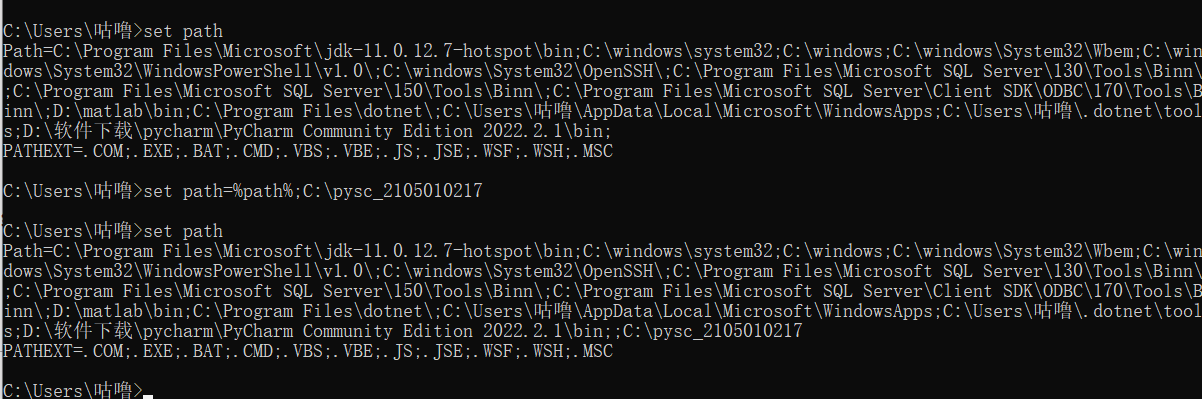 C:\Users\咕噜>set path
Path=C:\Program Files\Microsoft\jdk-11.0.12.7-hotspot\bin;C:\windows\system32;C:\windows;C:\windows\System32\Wbem;C:\win
dows\System32\WindowsPowerShell\v1.0\;C:\windows\System32\OpenSSH\;C:\Program Files\Microsoft SQL Server\130\Tools\Binn\
;C:\Program Files\Microsoft SQL Server\150\Tools\Binn\;C:\Program Files\Microsoft SQL Server\Client SDK\ODBC\170\Tools\B
inn\;D:\matlab\bin;C:\Program Files\dotnet\;C:\Users\咕噜\AppData\Local\Microsoft\WindowsApps;C:\Users\咕噜\.dotnet\tool
s;D:\软件下载\pycharm\PyCharm Community Edition 2022.2.1\bin;
PATHEXT=.COM;.EXE;.BAT;.CMD;.VBS;.VBE;.JS;.JSE;.WSF;.WSH;.MSC
C:\Users\咕噜>set path=%path%;C:\pysc_2105010217
C:\Users\咕噜>set path
Path=C:\Program Files\Microsoft\jdk-11.0.12.7-hotspot\bin;C:\windows\system32;C:\windows;C:\windows\System32\Wbem;C:\win
dows\System32\WindowsPowerShell\v1.0\;C:\windows\System32\OpenSSH\;C:\Program Files\Microsoft SQL Server\130\Tools\Binn\
;C:\Program Files\Microsoft SQL Server\150\Tools\Binn\;C:\Program Files\Microsoft SQL Server\Client SDK\ODBC\170\Tools\B
inn\;D:\matlab\bin;C:\Program Files\dotnet\;C:\Users\咕噜\AppData\Local\Microsoft\WindowsApps;C:\Users\咕噜\.dotnet\tool
s;D:\软件下载\pycharm\PyCharm Community Edition 2022.2.1\bin;;C:\pysc_2105010217
PATHEXT=.COM;.EXE;.BAT;.CMD;.VBS;.VBE;.JS;.JSE;.WSF;.WSH;.MSC
C:\Users\咕噜>